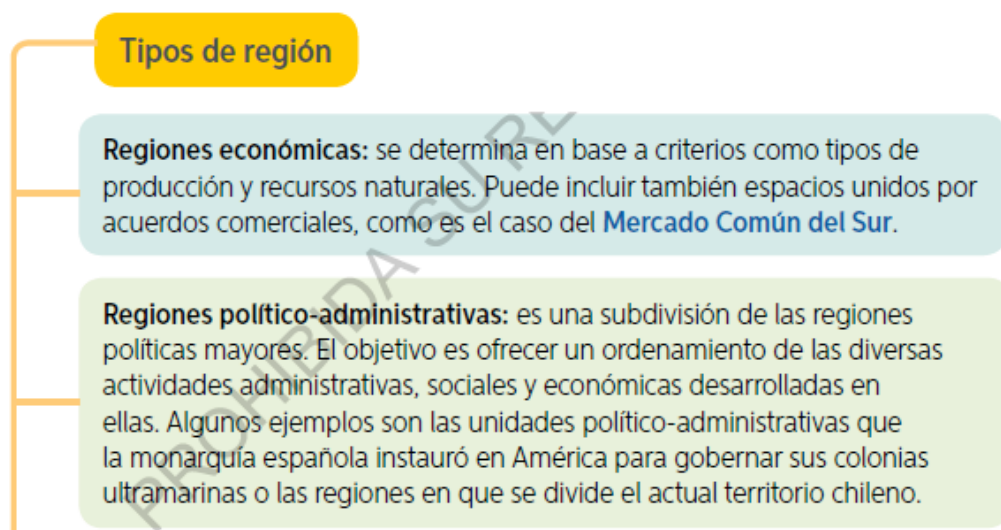 Tipos de región
Regiones económicas: se determina en base a criterios como tipos de
producción y recursos naturales. Puede incluir también espacios unidos por
acuerdos comerciales, como es el caso del Mercado Común del Sur.
Regiones político-administrativas: es una subdivisión de las regiones
políticas mayores. El objetivo es ofrecer un ordenamiento de las diversas
actividades administrativas, sociales y económicas desarrolladas en
ellas. Algunos ejemplos son las unidades político-administrativas que
la monarquía española instauró en América para gobernar sus colonias
ultramarinas o las regiones en que se divide el actual territorio chileno.
PROHIBIDA SU RE